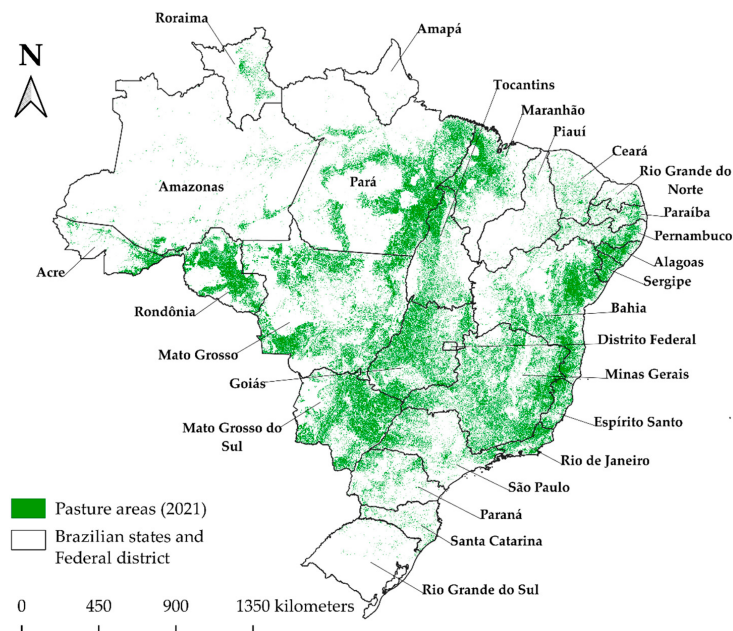 Roraima
Amapá
N
Tocantins
Maranhão
Piauí
Ceará
Rio Grande do
Norte
Amazonas
Pará
Paraíba
Pernambuco
Alagoas
Acre
Sergipe
Bahia
Rondônia
Distrito Federal
Mato Grosso
Minas Gerais
Goiás
Espírito Santo
Mato Grosso do
Sul
Rio de Janeiro
São Paulo
Pasture areas (2021)
Paraná
Brazilian states and
Federal district
Santa Catarina
Rio Grande do Sul
0 450 900 1350 kilometers